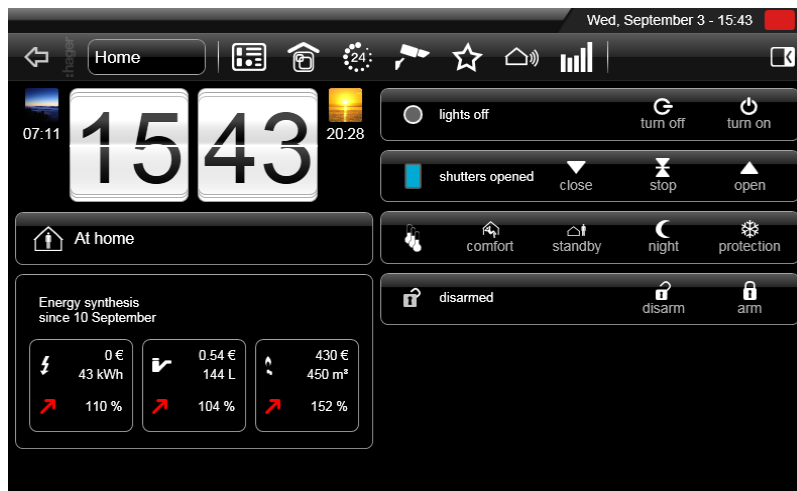 Wed, September 3 - 15:43
:hager
Home
24
07:11
15
43
20:28
At home
Energy synthesis
since 10 September
0 €
43 kWh
110 %
0.54 €
144 L
104 %
430 €
450 m³
152 %
lights off
turn off
turn on
shutters opened
close
stop
open
comfort
standby
night
protection
disarmed
disarm
arm